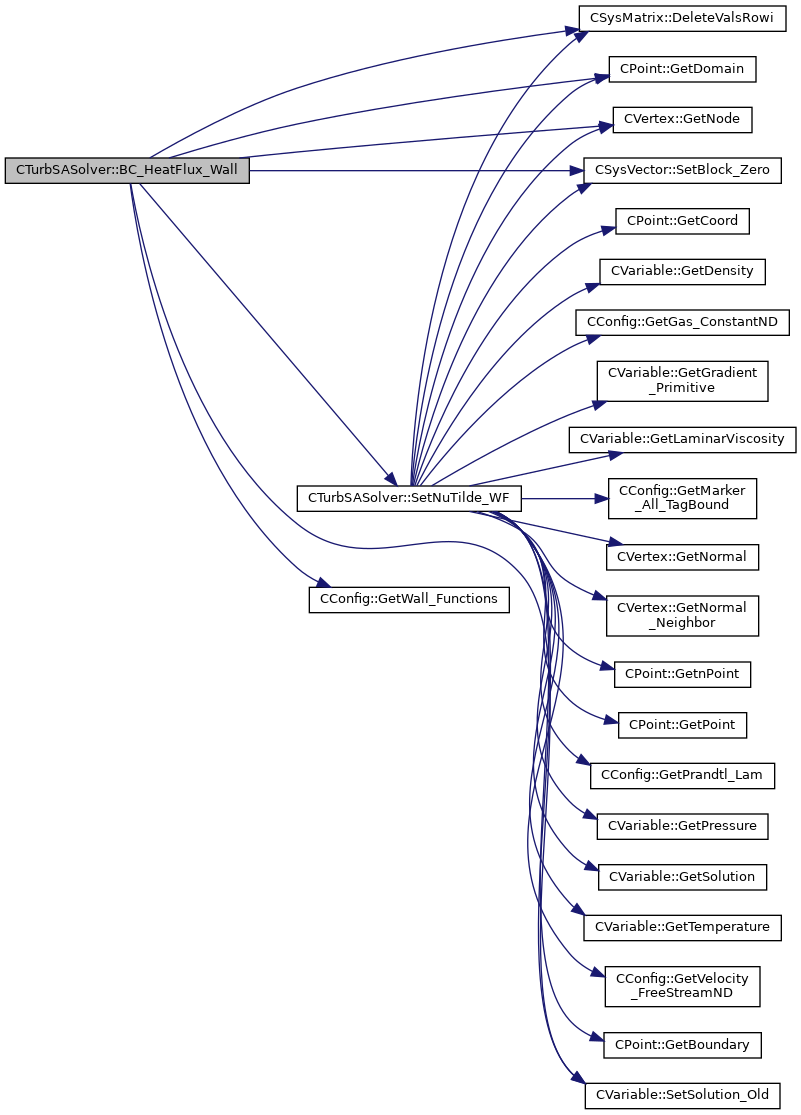 CTurbSASolver::BC_HeatFlux_Wall
CTurbSASolver::SetNuTilde_WF
CConfig::GetWall_Functions
CSysMatrix::DeleteValsRowi
CPoint::GetDomain
CVertex::GetNode
CSysVector::SetBlock_Zero
CPoint::GetCoord
CVariable::GetDensity
CConfig::GetGas_ConstantND
CVariable::GetGradient
_Primitive
CVariable::GetLaminarViscosity
CConfig::GetMarker
_All_TagBound
CVertex::GetNormal
CVertex::GetNormal
_Neighbor
CPoint::GetnPoint
CPoint::GetPoint
CConfig::GetPrandtl_Lam
CVariable::GetPressure
CVariable::GetSolution
CVariable::GetTemperature
CConfig::GetVelocity
_FreeStreamND
CPoint::GetBoundary
CVariable::SetSolution_Old